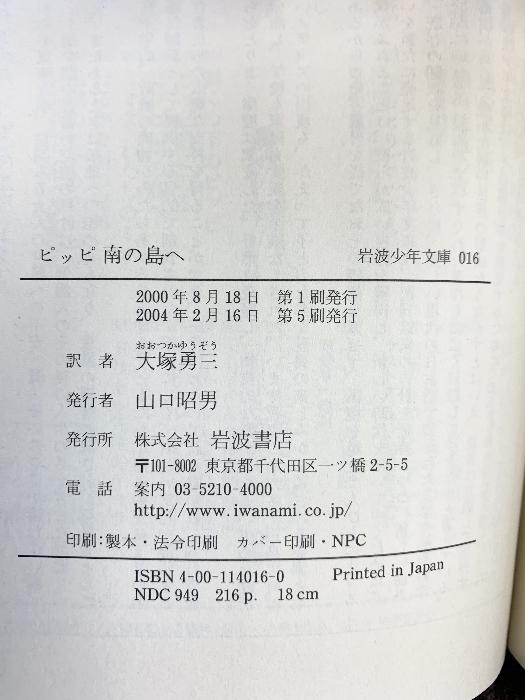 ピッピ 南の島へ 岩波少年文庫 016
2000年8月18日 第1刷発行
2004年2月16日 第5刷発行
おおつかゆうぞう
訳者 大塚勇三
発行者 山口昭男
発行所 株式会社 岩波書店
〒101-8002 東京都千代田区一ツ橋 2-5-5
電話 案内 03-5210-4000
http://www.iwanami.co.jp/
印刷:製本・法令印刷 カバー印刷・NPC
ISBN 4-00-114016-0 Printed in Japan
NDC 949 216 p. 18 cm